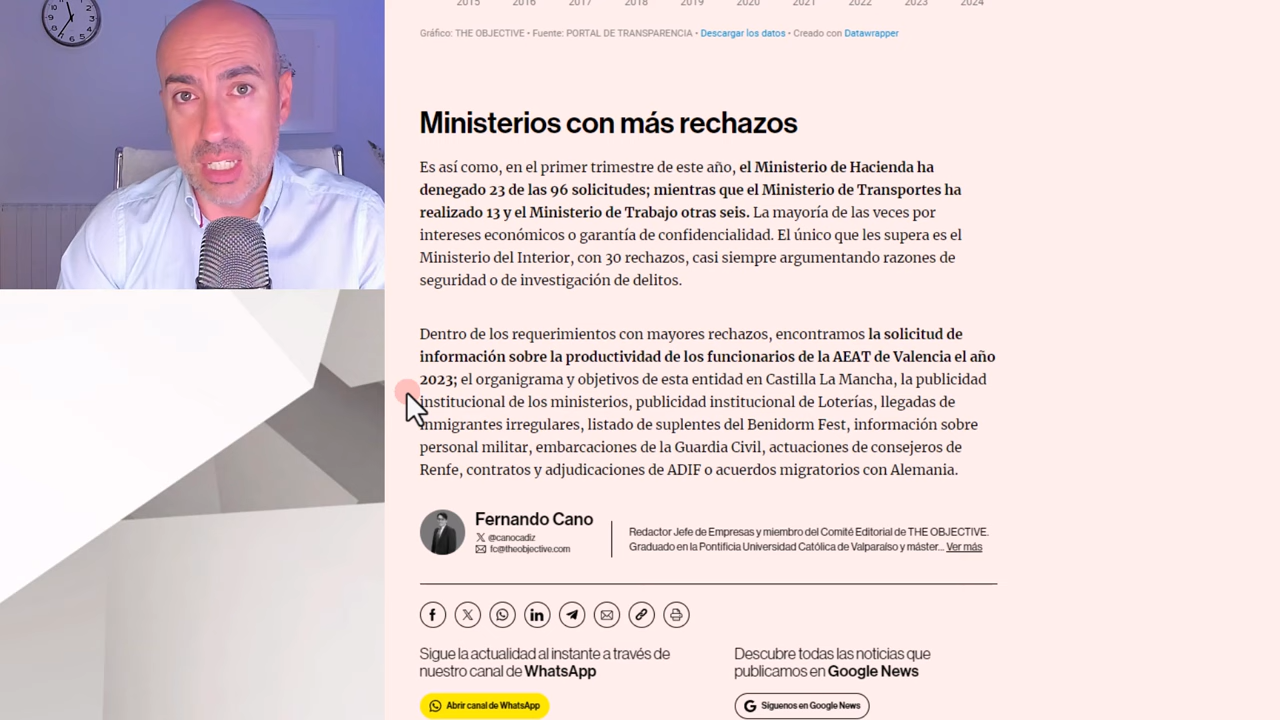 2015 2016 2017 2018 2019 2020 2021 2022 2023 2024
Gráfico: THE OBJECTIVE • Fuente: PORTAL DE TRANSPARENCIA • Descargar los datos • Creado con Datawrapper
Ministerios con más rechazos
Es así como, en el primer trimestre de este año, el Ministerio de Hacienda ha
denegado 23 de las 96 solicitudes; mientras que el Ministerio de Transportes ha
realizado 13 y el Ministerio de Trabajo otras seis. La mayoría de las veces por
intereses económicos o garantía de confidencialidad. El único que les supera es el
Ministerio del Interior, con 30 rechazos, casi siempre argumentando razones de
seguridad o de investigación de delitos.
Dentro de los requerimientos con mayores rechazos, encontramos la solicitud de
información sobre la productividad de los funcionarios de la AEAT de Valencia el año
2023; el organigrama y objetivos de esta entidad en Castilla La Mancha, la publicidad
institucional de los ministerios, publicidad institucional de Loterías, llegadas de
inmigrantes irregulares, listado de suplentes del Benidorm Fest, información sobre
personal militar, embarcaciones de la Guardia Civil, actuaciones de consejeros de
Renfe, contratos y adjudicaciones de ADIF o acuerdos migratorios con Alemania.
Fernando Cano
@canocadiz
fc@theobjective.com
Redactor Jefe de Empresas y miembro del Comité Editorial de THE OBJECTIVE.
Graduado en la Pontificia Universidad Católica de Valparaíso y máster... Ver más
Sigue la actualidad al instante a través de
nuestro canal de WhatsApp
Abrir canal de WhatsApp
Descubre todas las noticias que
publicamos en Google News
Síguenos en Google News